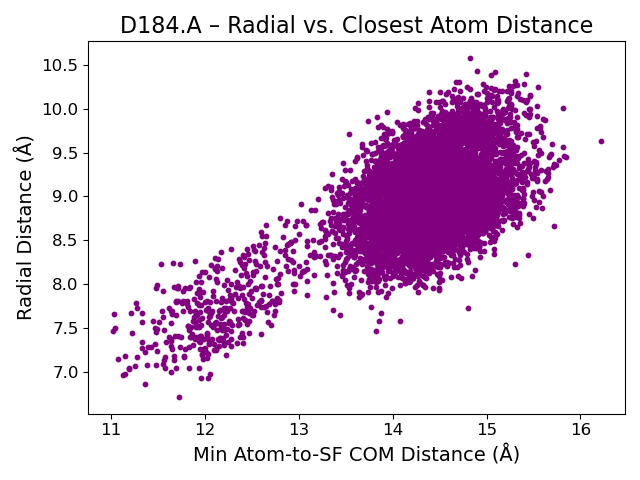 D184.A – Radial vs. Closest Atom Distance
10.5
10.0
9.5
9.0
8.5
8.0
7.5
7.0
Radial Distance (Å)
11 12 13 14 15 16
Min Atom-to-SF COM Distance (Å)